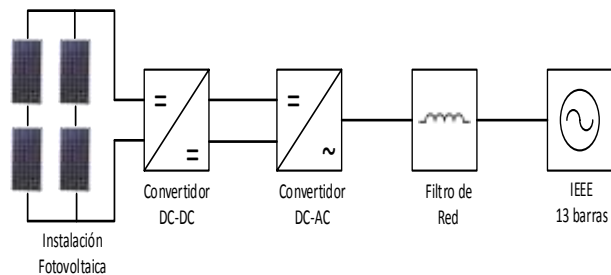 Convertidor
DC-DC
Convertidor
DC-AC
Filtro de
Red
IEEE
13 barras
Instalación
Fotovoltaica